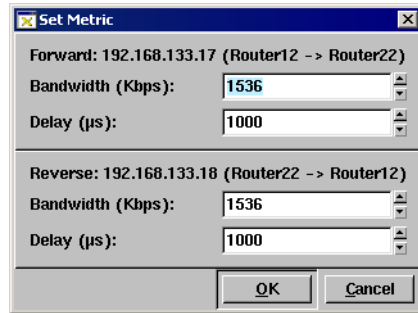 Set Metric
Forward: 192.168.133.17 (Router12 -> Router22)
Bandwidth (Kbps): 1536
Delay (µs): 1000
Reverse: 192.168.133.18 (Router22 -> Router12)
Bandwidth (Kbps): 1536
Delay (µs): 1000
OK Cancel